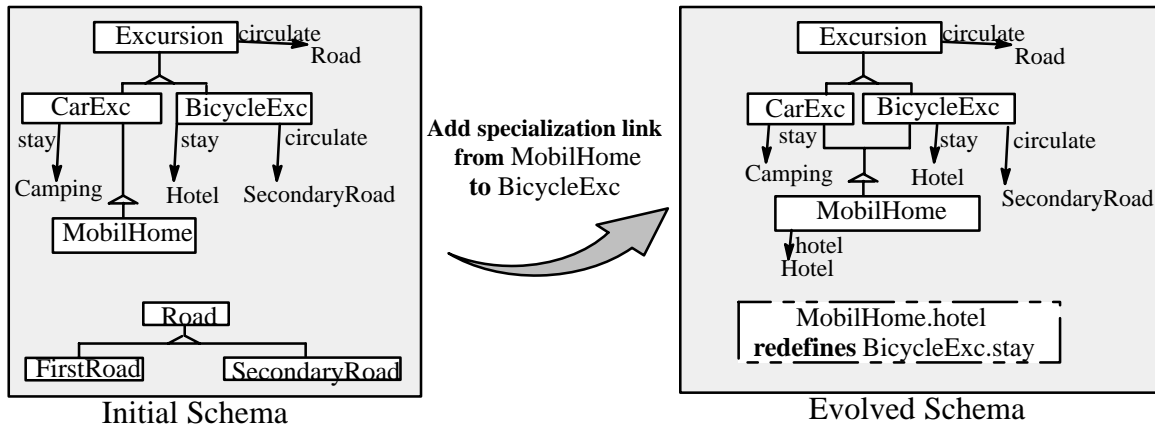 Excursion
circulate
Road
CarExc
BicycleExc
stay
stay
circulate
Camping
Hotel
SecondaryRoad
MobilHome
Road
FirstRoad
SecondaryRoad
Initial Schema
Add specialization link
from MobilHome
to BicycleExc
Excursion
circulate
Road
CarExc
BicycleExc
stay
stay
circulate
Camping
Hotel
SecondaryRoad
MobilHome
hotel
Hotel
MobilHome.hotel
redefines BicycleExc.stay
Evolved Schema